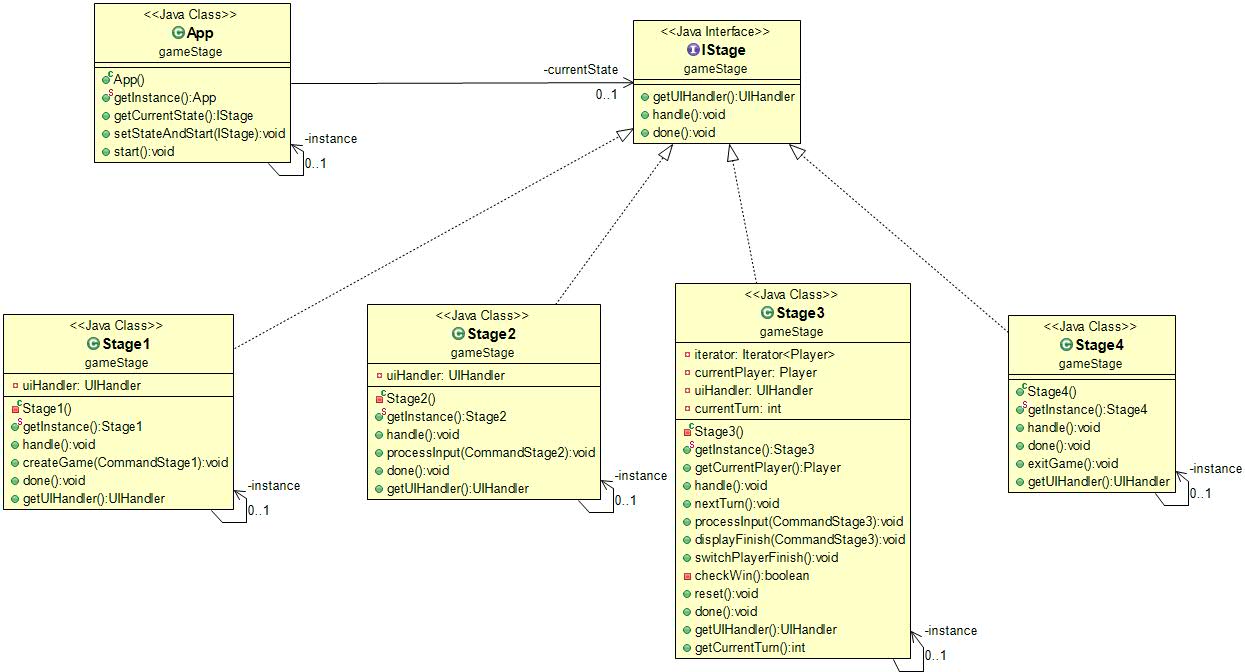 <<Java Class>>
App
gameStage
App()
getInstance():App
getCurrentState():IStage
setStateAndStart(IStage):void
start():void
-instance
0..1
-currentState
0..1
<<Java Interface>>
IStage
gameStage
getUIHandler():UIHandler
handle():void
done():void
<<Java Class>>
Stage1
gameStage
uiHandler: UIHandler
Stage1()
getInstance():Stage1
handle():void
createGame(CommandStage1):void
done():void
getUIHandler():UIHandler
-instance
0..1
<<Java Class>>
Stage2
gameStage
uiHandler: UIHandler
Stage2()
getInstance():Stage2
handle():void
processInput(CommandStage2):void
done():void
getUIHandler():UIHandler
-instance
0..1
<<Java Class>>
Stage3
gameStage
iterator: Iterator<Player>
currentPlayer: Player
uiHandler: UIHandler
currentTurn: int
Stage3()
getInstance():Stage3
getCurrentPlayer():Player
handle():void
nextTurn():void
processInput(CommandStage3):void
displayFinish(CommandStage3):void
switchPlayerFinish():void
checkWin():boolean
reset():void
done():void
getUIHandler():UIHandler
getCurrentTurn():int
-instance
0..1
<<Java Class>>
Stage4
gameStage
Stage4()
getInstance():Stage4
handle():void
done():void
exitGame():void
getUIHandler():UIHandler
-instance
0..1